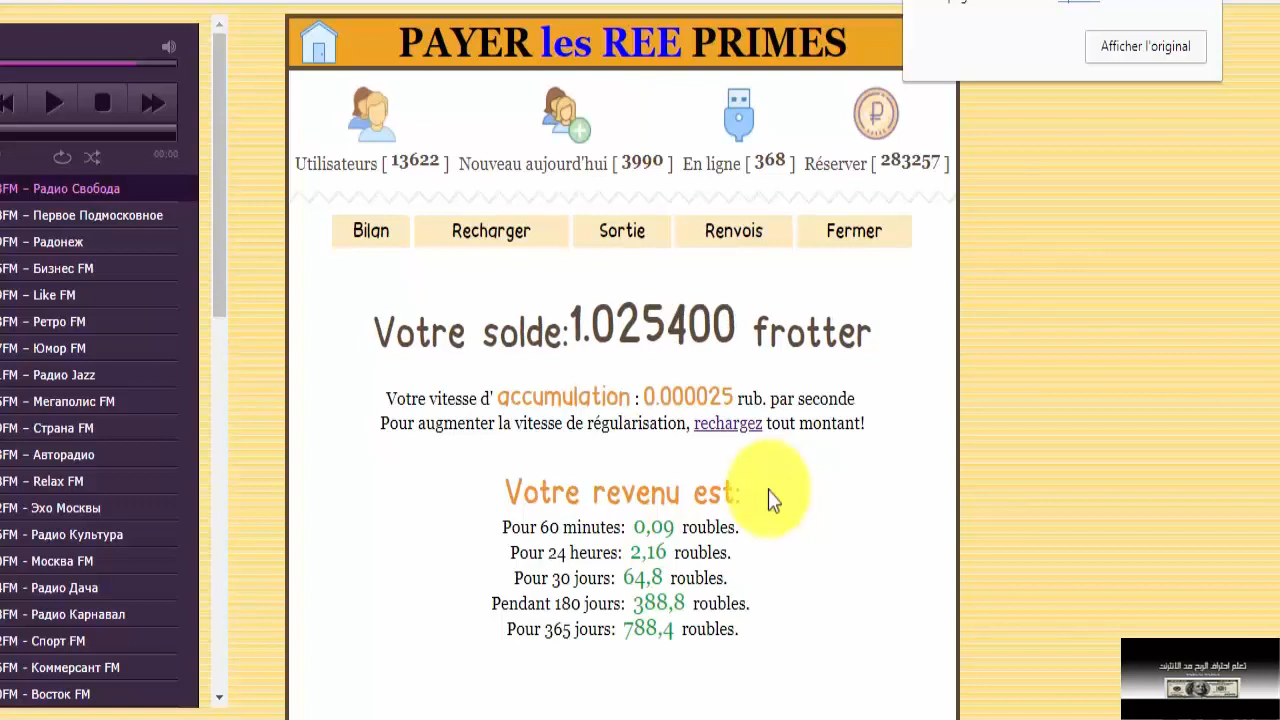 PAYER les REE PRIMES
Afficher l'original
Utilisateurs [ 13622 ] Nouveau aujourd'hui [ 3990 ] En ligne [ 368 ] Réserver [ 283257 ]
Bilan
Recharger
Sortie
Renvois
Fermer
Votre solde:1.025400 frotter
Votre vitesse d' accumulation : 0.000025 rub. par seconde
Pour augmenter la vitesse de régularisation, rechargez tout montant!
Votre revenu est:
Pour 60 minutes: 0,09 roubles.
Pour 24 heures: 2,16 roubles.
Pour 30 jours: 64,8 roubles.
Pendant 180 jours: 388,8 roubles.
Pour 365 jours: 788,4 roubles.
00:00
FM – Радио Свобода
FM – Первое Подмосковное
FM – Радонеж
FM – Бизнес FM
FM – Like FM
FM – Ретро FM
FM – Юмор FM
FM – Радио Jazz
FM – Мегаполис FM
FM – Страна FM
FM – Авторадио
FM – Relax FM
FM – Эхо Москвы
FM – Радио Культура
FM – Москва FM
FM – Радио Дача
FM – Радио Карнавал
FM – Спорт FM
FM – Коммерсант FM
FM – Восток FM
تعلم احتراف الربح مد الانترنت